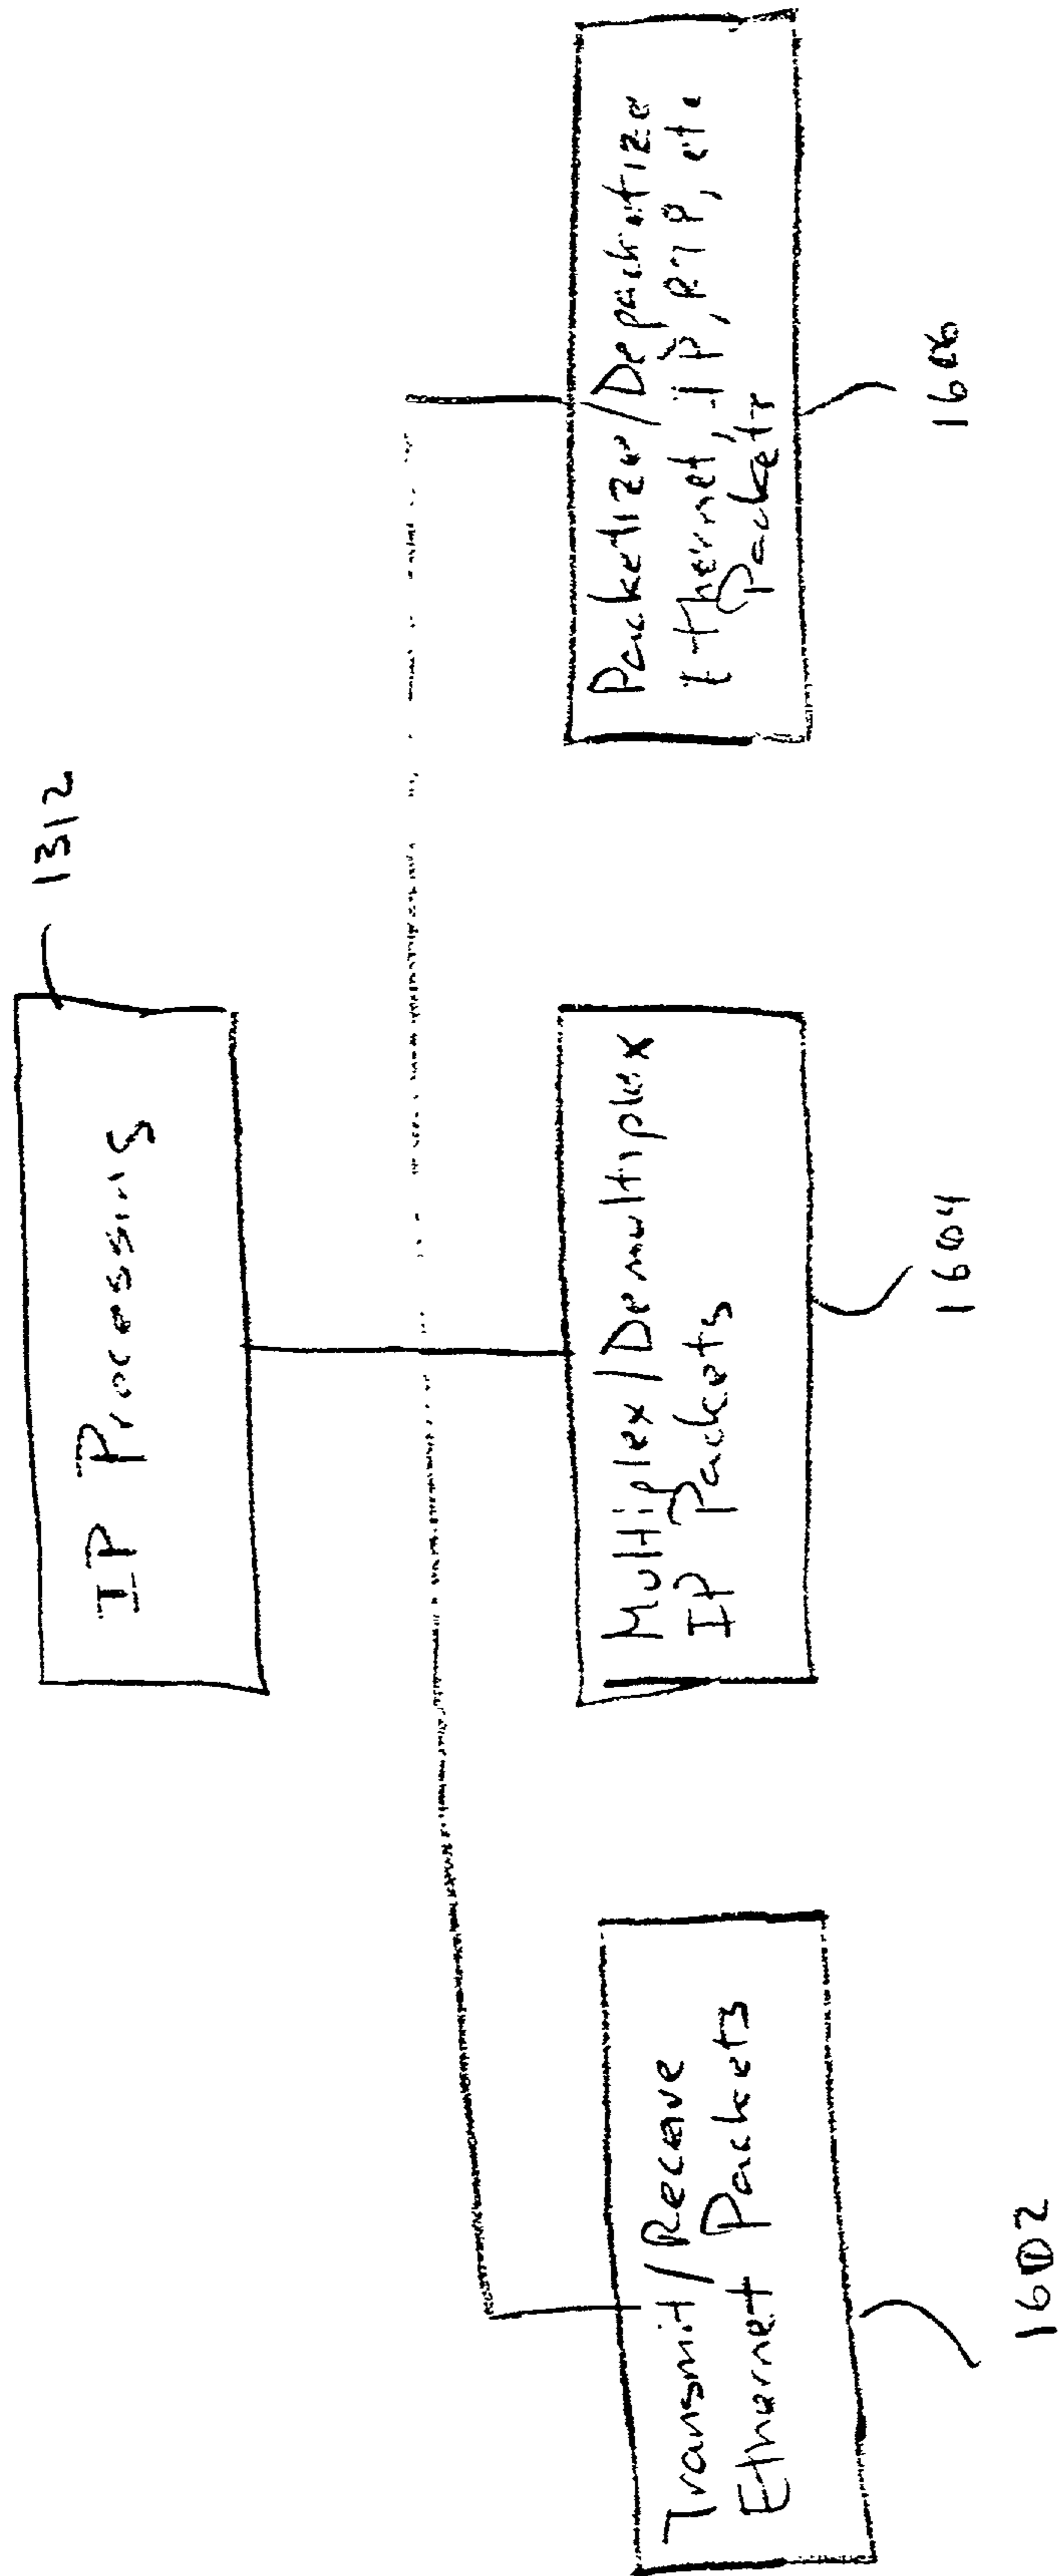 IP Processing
1312
Transmit/Receive
Ethernet Packets
1602
Multiplex/Demultiplex
IP Packets
1604
Packetize/Depacketize
Ethernet, IP, RTP, etc
Packets
1606